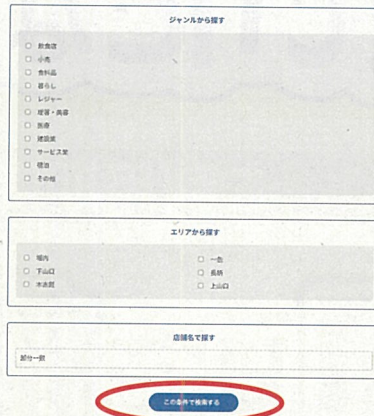 ジャンルから探す
飲食店
小売
食料品
暮らし
レジャー
理容・美容
医療
建設業
サービス業
宿泊
その他
エリアから探す
堀内
一色
下山口
長柄
木古庭
上山口
店舗名で探す
この条件で検索する